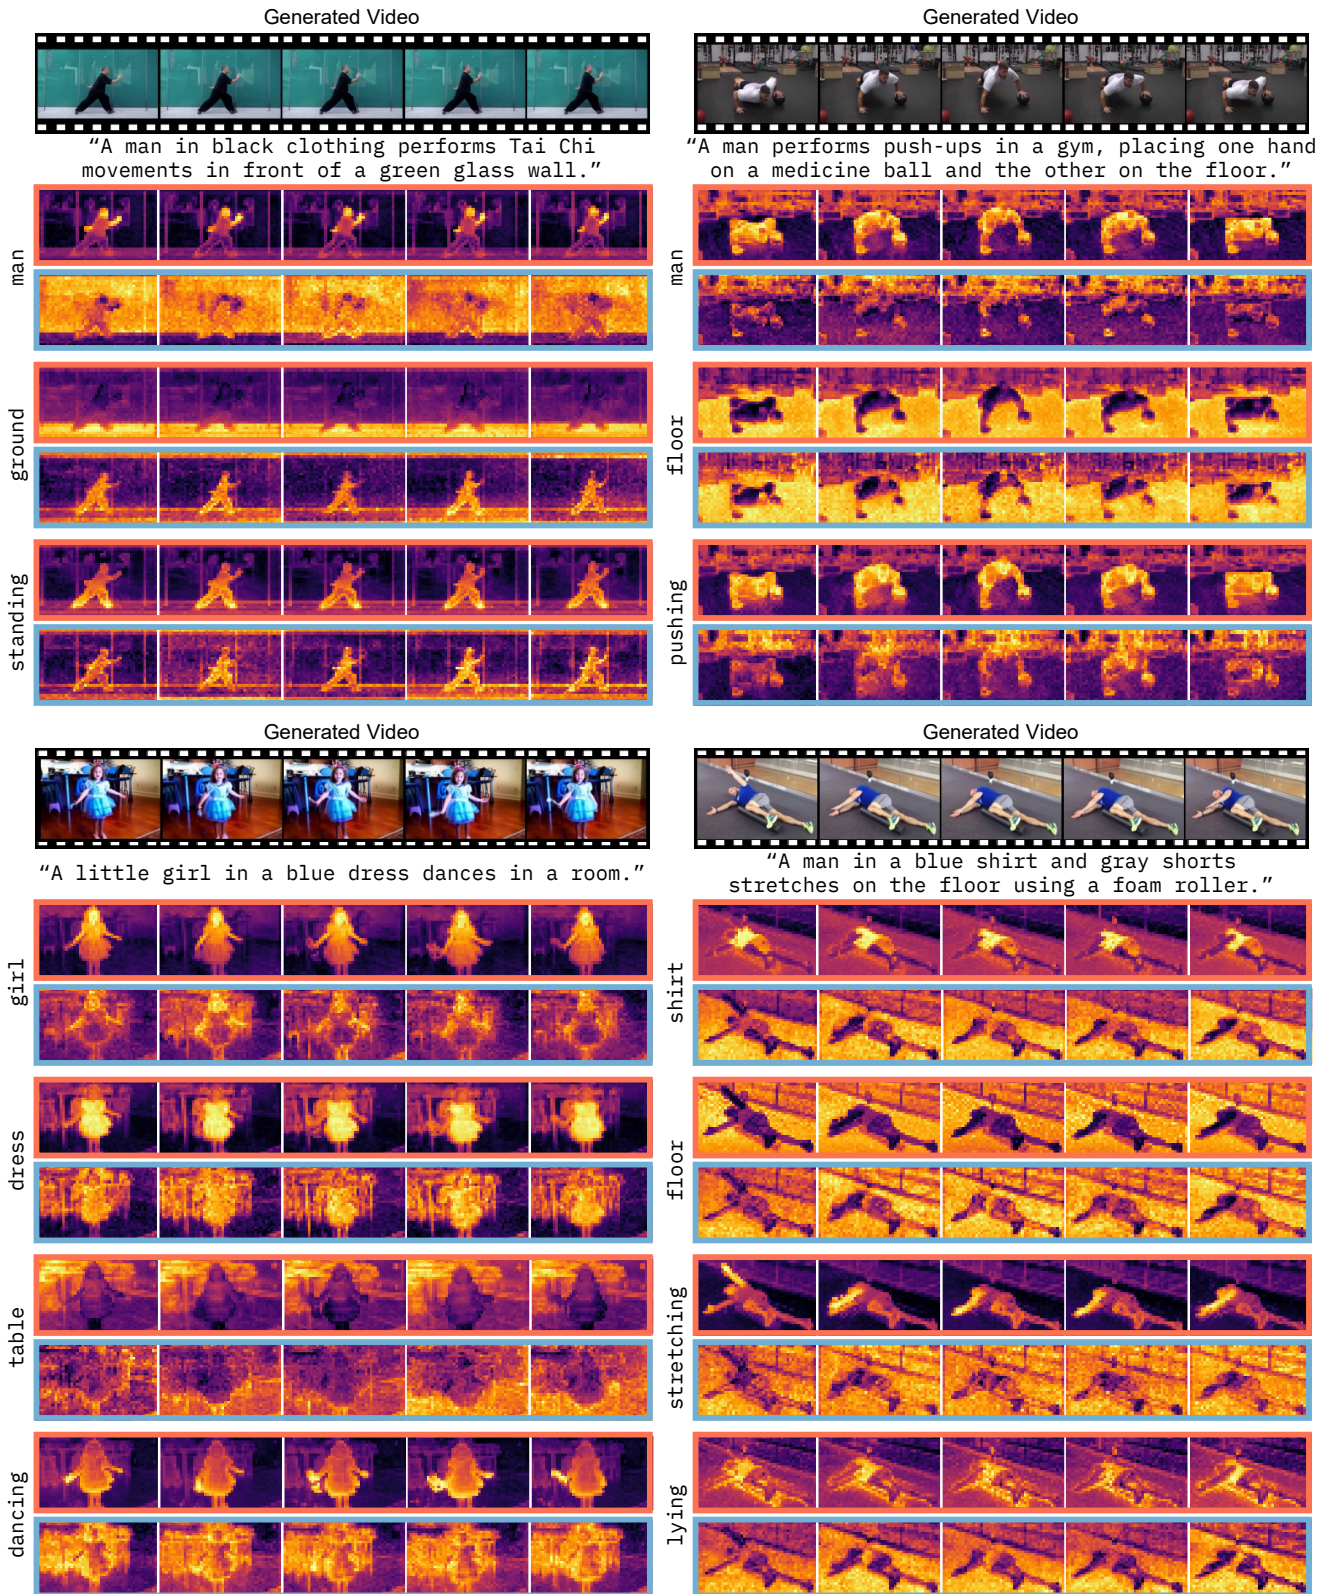 Generated Video
“A man in black clothing performs Tai Chi
movements in front of a green glass wall.”
man
ground
standing
Generated Video
“A man performs push-ups in a gym, placing one hand
on a medicine ball and the other on the floor.”
man
floor
pushing
Generated Video
“A little girl in a blue dress dances in a room.”
girl
dress
table
dancing
Generated Video
“A man in a blue shirt and gray shorts
stretches on the floor using a foam roller.”
shirt
floor
stretching
lying